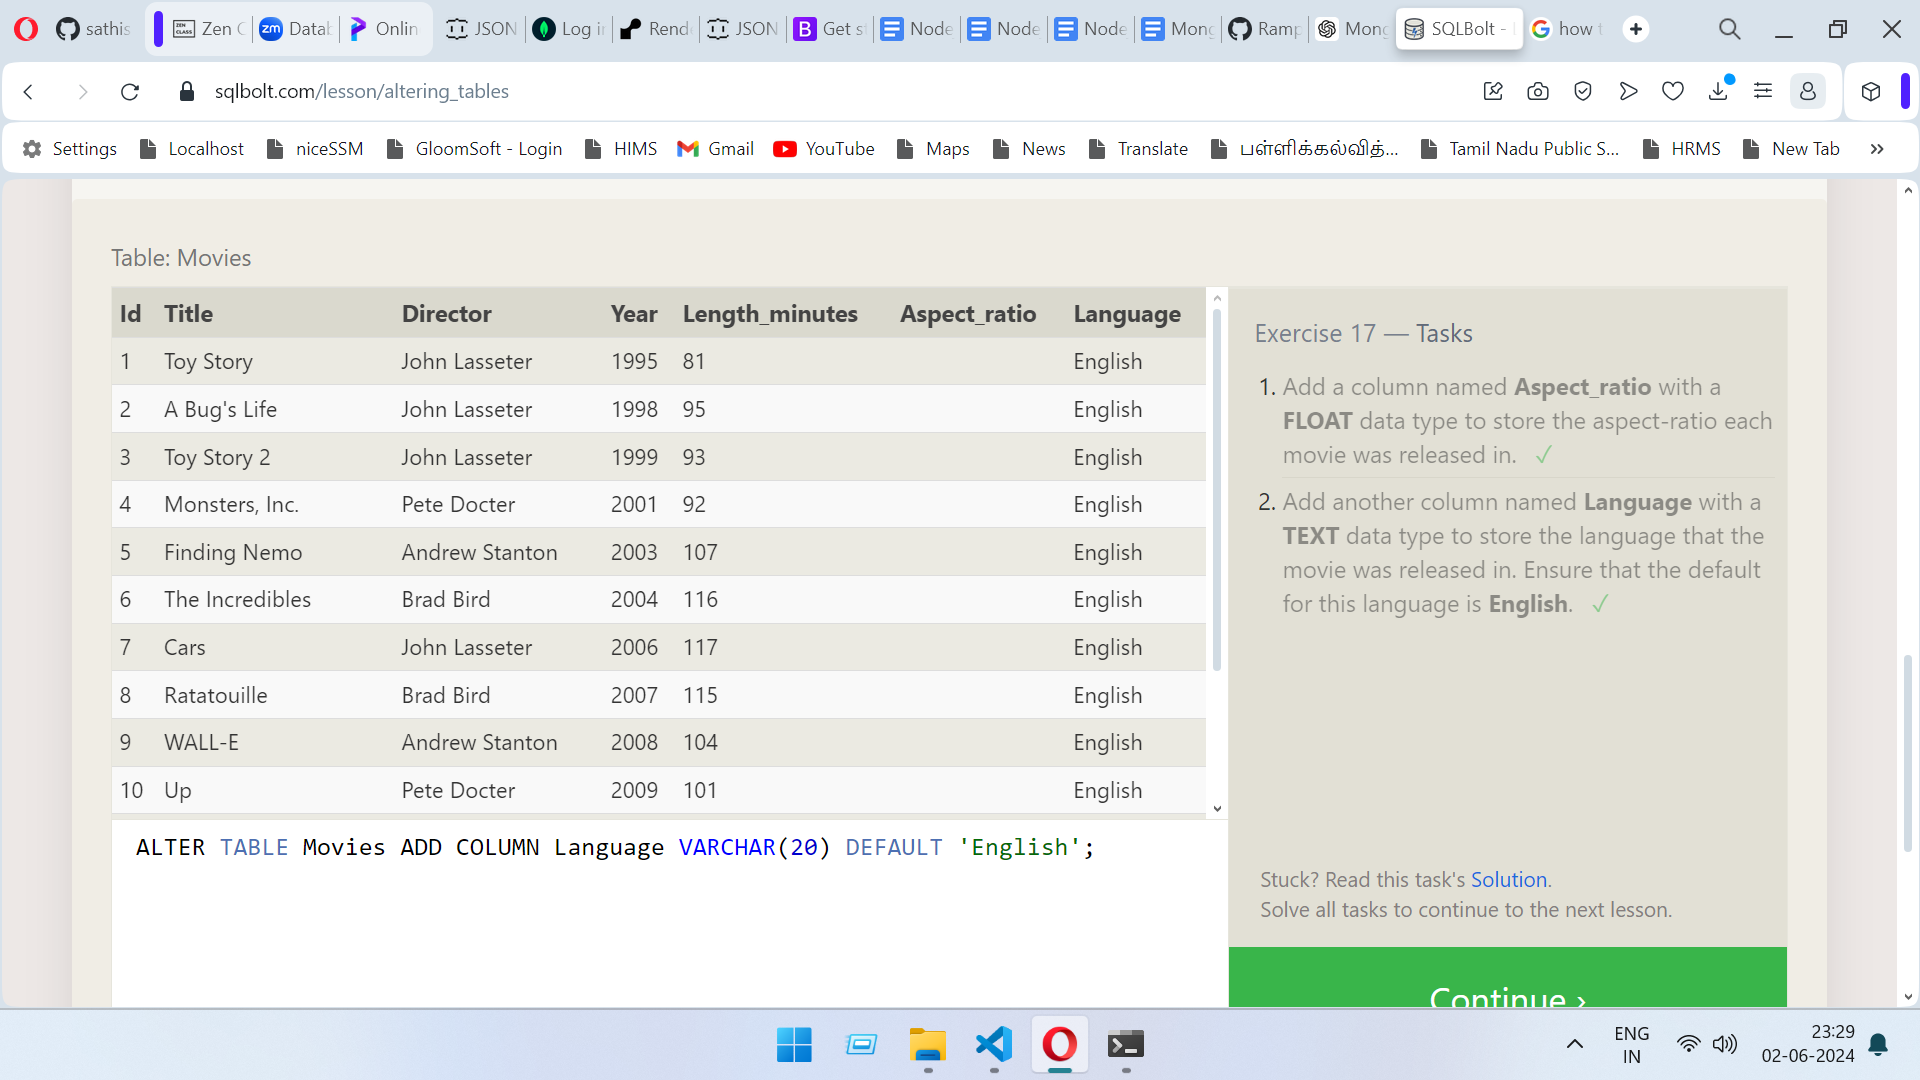 sathis
Zen C
Datab
Onlin
JSON
Log in
Rend
JSON
Get st
Node
Node
Node
Mong
Ramp
Mong
SQLBolt -
how t
sqlbolt.com/lesson/altering_tables
Settings
Localhost
niceSSM
GloomSoft - Login
HIMS
Gmail
YouTube
Maps
News
Translate
பள்ளிக்கல்வித்...
Tamil Nadu Public S...
HRMS
New Tab
Table: Movies
Id Title Director Year Length_minutes Aspect_ratio Language
1 Toy Story John Lasseter 1995 81 English
2 A Bug's Life John Lasseter 1998 95 English
3 Toy Story 2 John Lasseter 1999 93 English
4 Monsters, Inc. Pete Docter 2001 92 English
5 Finding Nemo Andrew Stanton 2003 107 English
6 The Incredibles Brad Bird 2004 116 English
7 Cars John Lasseter 2006 117 English
8 Ratatouille Brad Bird 2007 115 English
9 WALL-E Andrew Stanton 2008 104 English
10 Up Pete Docter 2009 101 English
ALTER TABLE Movies ADD COLUMN Language VARCHAR(20) DEFAULT 'English';
Exercise 17 — Tasks
1. Add a column named Aspect_ratio with a
FLOAT data type to store the aspect-ratio each
movie was released in. ✓
2. Add another column named Language with a
TEXT data type to store the language that the
movie was released in. Ensure that the default
for this language is English. ✓
Stuck? Read this task's Solution.
Solve all tasks to continue to the next lesson.
Continue ›
ENG
IN
23:29
02-06-2024